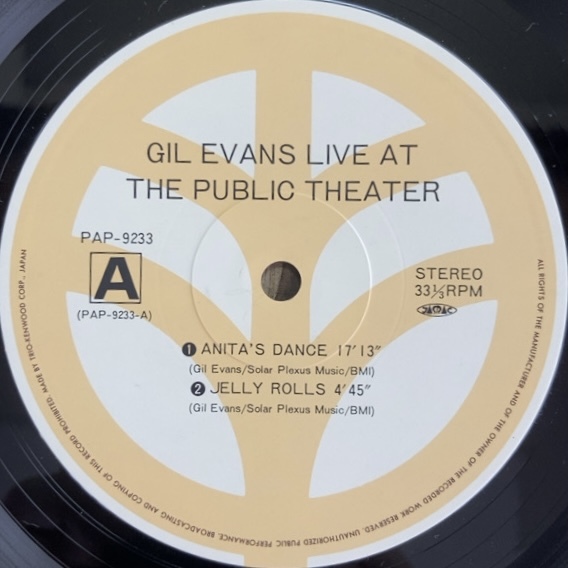 GIL EVANS LIVE AT
THE PUBLIC THEATER
PAP-9233
A
(PAP-9233-A)
STEREO
33⅓RPM
❶ ANITA'S DANCE 17'13"
(Gil Evans/Solar Plexus Music/BMI)
❷ JELLY ROLLS 4'45"
(Gil Evans/Solar Plexus Music/BMI)
ALL RIGHTS OF THE MANUFACTURER AND OF THE OWNER OF THE RECORDED WORK RESERVED. UNAUTHORIZED PUBLIC PERFORMANCE, BROADCASTING AND COPYING OF THIS RECORD PROHIBITED. MADE BY TRIO-KENWOOD CORP., JAPAN